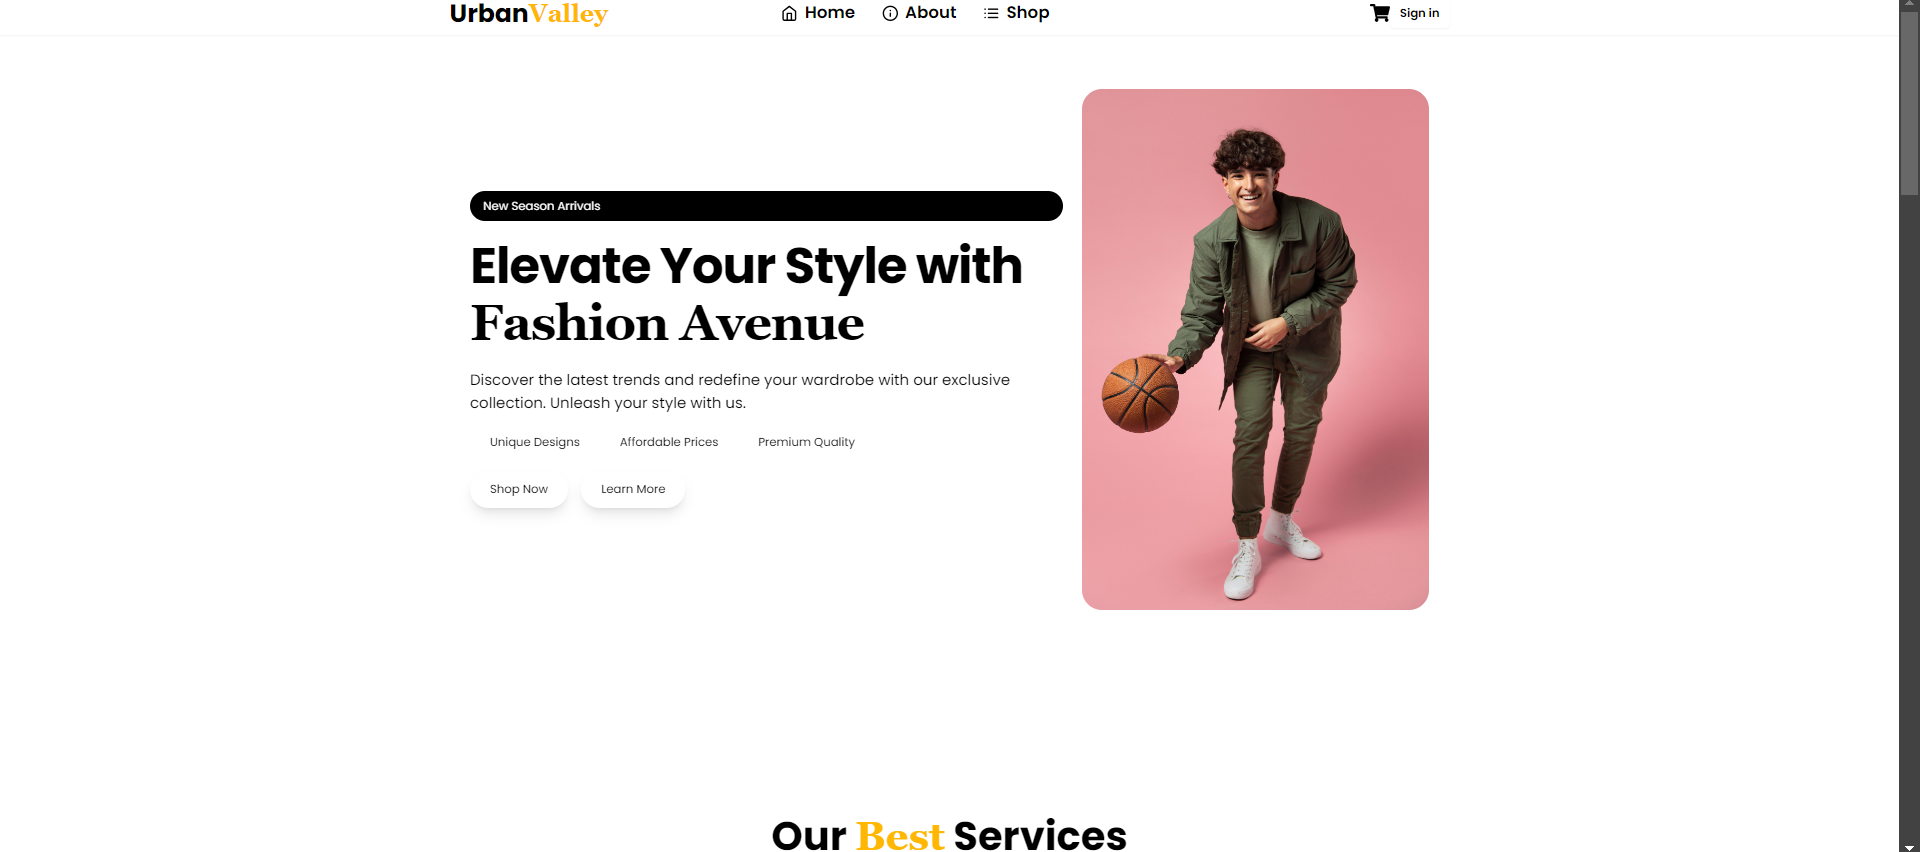 UrbanValley
Home
About
Shop
Sign in
New Season Arrivals
Elevate Your Style with
Fashion Avenue
Discover the latest trends and redefine your wardrobe with our exclusive
collection. Unleash your style with us.
Unique Designs
Affordable Prices
Premium Quality
Shop Now
Learn More
Our Best Services